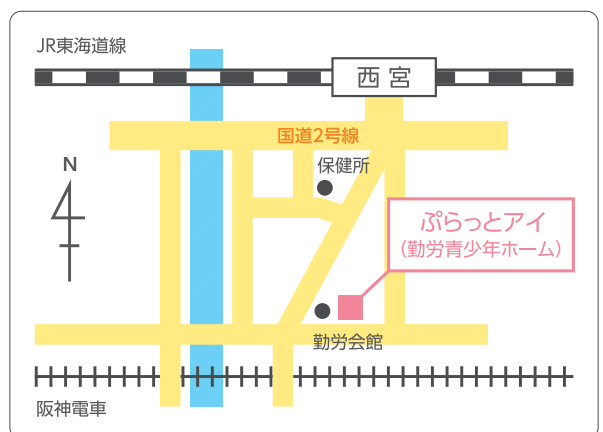 JR東海道線
西宮
国道2号線
N
保健所
ぷらっとアイ
（勤労青少年ホーム）
勤労会館
阪神電車